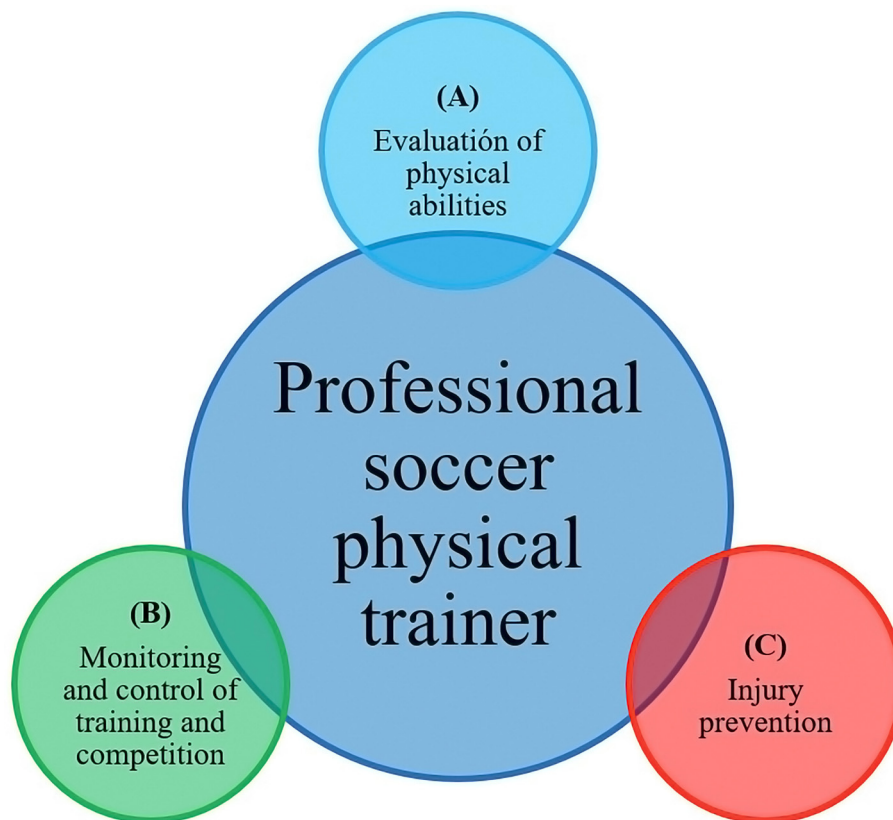 (A)
Evaluatión of
physical
abilities
Professional
soccer
physical
trainer
(B)
Monitoring
and control of
training and
competition
(C)
Injury
prevention